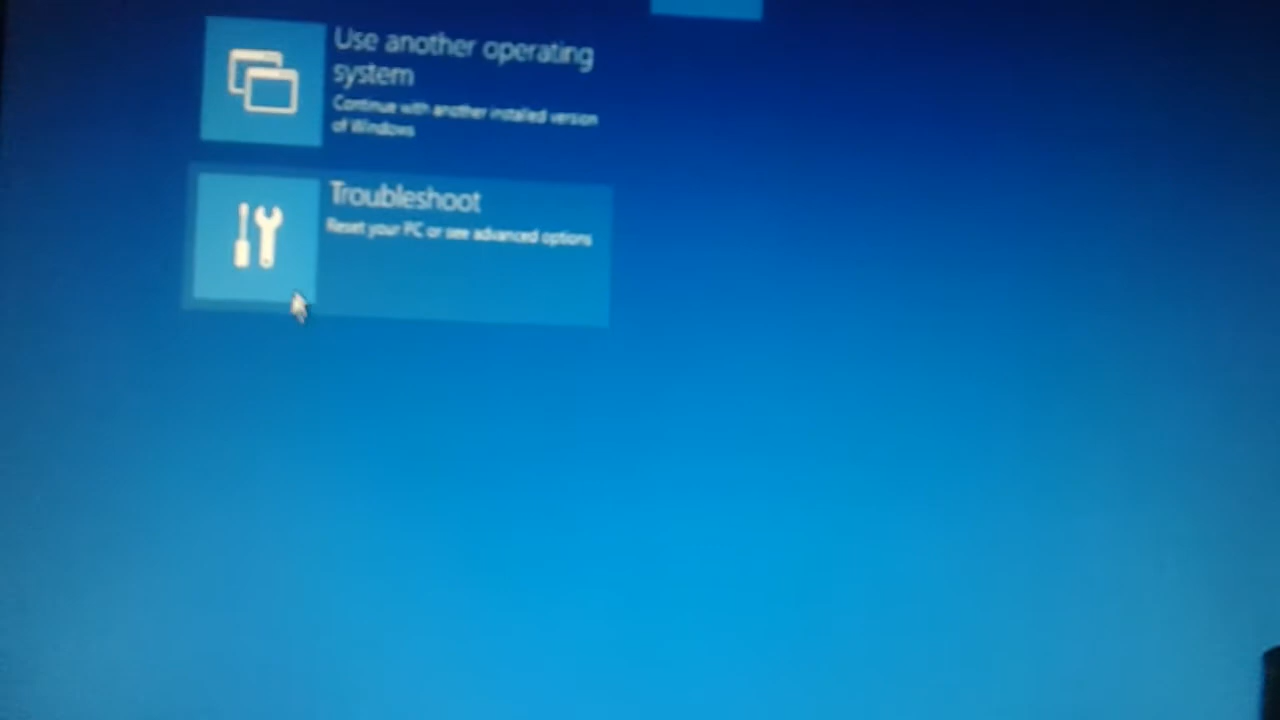 Use another operating
system
Continue with another installed version
of Windows
Troubleshoot
Reset your PC or see advanced options